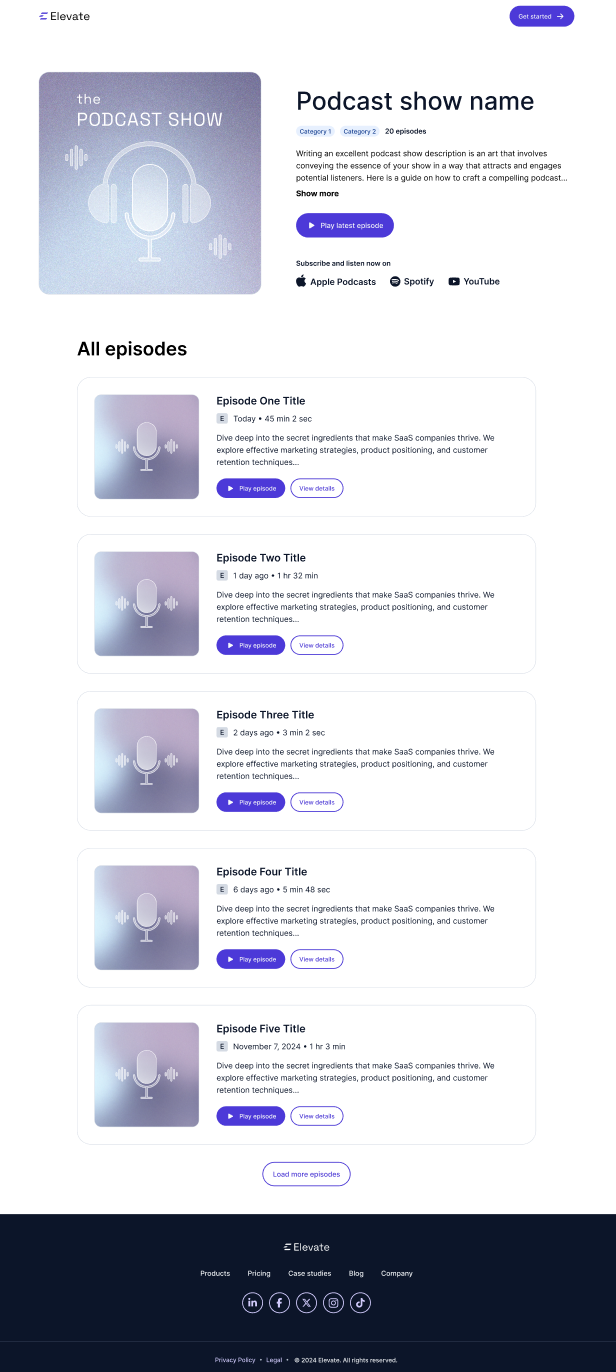 Elevate
Get started
the
PODCAST SHOW
Podcast show name
Category 1 Category 2 20 episodes
Writing an excellent podcast show description is an art that involves
conveying the essence of your show in a way that attracts and engages
potential listeners. Here is a guide on how to craft a compelling podcast...
Show more
Play latest episode
Subscribe and listen now on
Apple Podcasts Spotify YouTube
All episodes
Episode One Title
E Today • 45 min 2 sec
Dive deep into the secret ingredients that make SaaS companies thrive. We
explore effective marketing strategies, product positioning, and customer
retention techniques...
Play episode View details
Episode Two Title
E 1 day ago • 1 hr 32 min
Dive deep into the secret ingredients that make SaaS companies thrive. We
explore effective marketing strategies, product positioning, and customer
retention techniques...
Play episode View details
Episode Three Title
E 2 days ago • 3 min 2 sec
Dive deep into the secret ingredients that make SaaS companies thrive. We
explore effective marketing strategies, product positioning, and customer
retention techniques...
Play episode View details
Episode Four Title
E 6 days ago • 5 min 48 sec
Dive deep into the secret ingredients that make SaaS companies thrive. We
explore effective marketing strategies, product positioning, and customer
retention techniques...
Play episode View details
Episode Five Title
E November 7, 2024 • 1 hr 3 min
Dive deep into the secret ingredients that make SaaS companies thrive. We
explore effective marketing strategies, product positioning, and customer
retention techniques...
Play episode View details
Load more episodes
Elevate
Products Pricing Case studies Blog Company
Privacy Policy • Legal • © 2024 Elevate. All rights reserved.